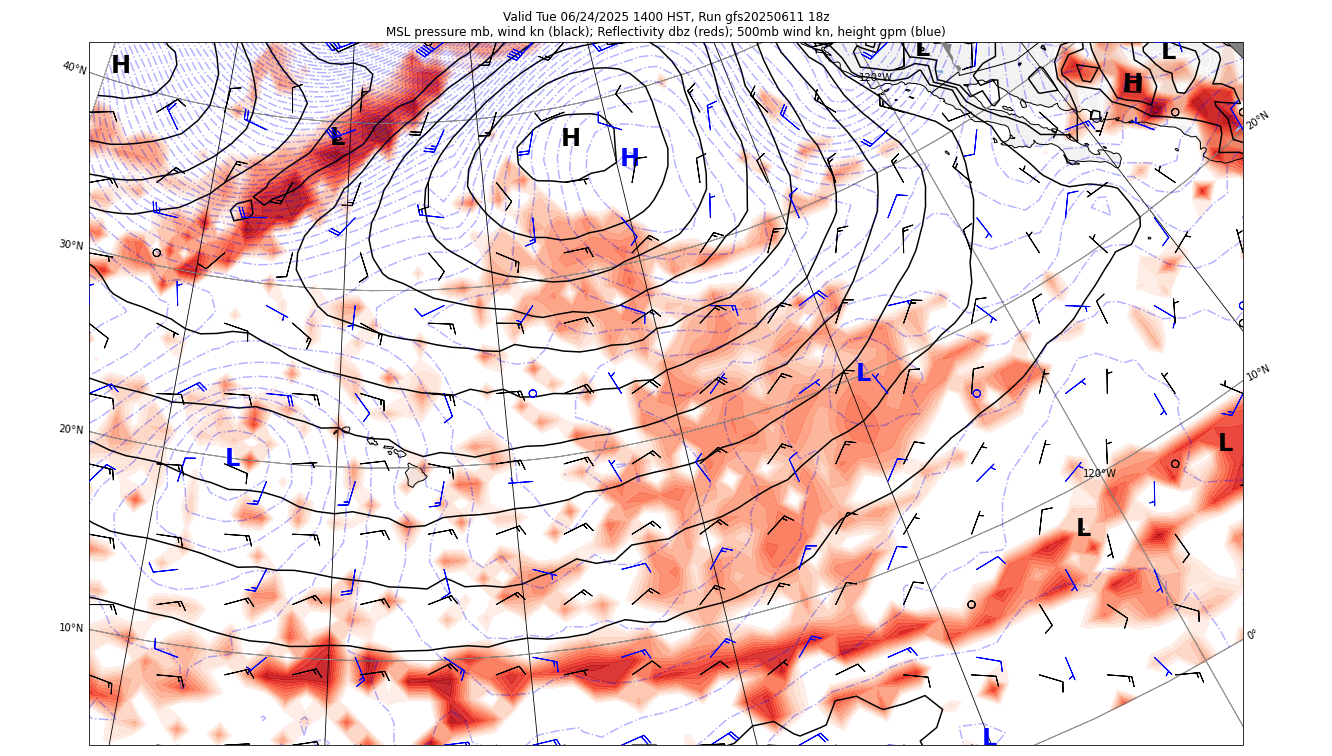 Valid Tue 06/24/2025 1400 HST, Run gfs20250611 18z
MSL pressure mb, wind kn (black); Reflectivity dbz (reds); 500mb wind kn, height gpm (blue)
L
L
H
40°N
120°W
H
H
20°N
L
H
H
30°N
10°N
L
20°N
L
L
120°W
L
10°N
0°
L